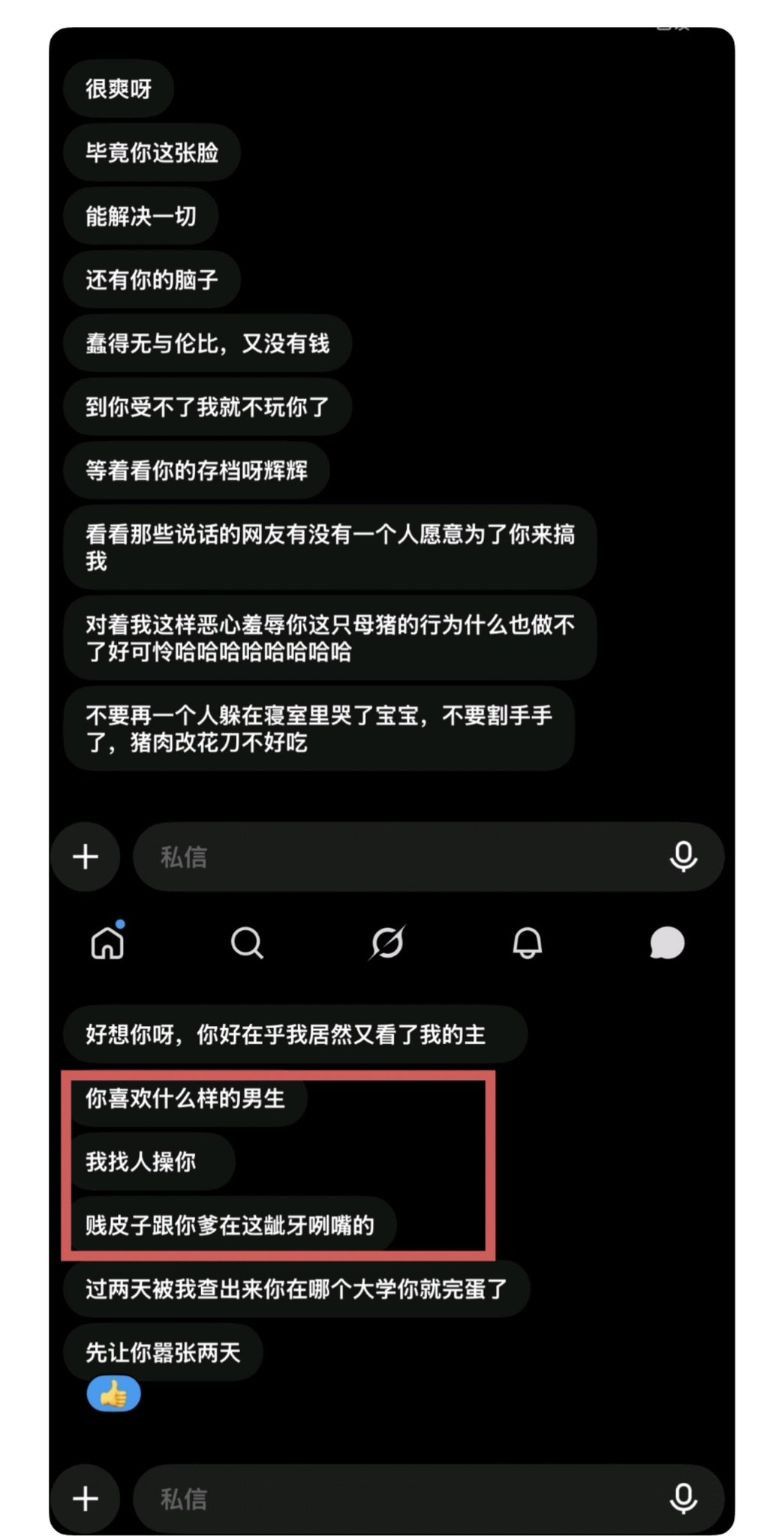 很爽呀
毕竟你这张脸
能解决一切
还有你的脑子
蠢得无与伦比，又没有钱
到你受不了我就不玩你了
等着看你的存档呀辉辉
看看那些说话的网友有没有一个人愿意为了你来搞
我
对着我这样恶心羞辱你这只母猪的行为什么也做不
了好可怜哈哈哈哈哈哈哈哈
不要再一个人躲在寝室里哭了宝宝，不要割手手
了，猪肉改花刀不好吃
私信
好想你呀，你好在乎我居然又看了我的主
你喜欢什么样的男生
我找人操你
贱皮子跟你爹在这龇牙咧嘴的
过两天被我查出来你在哪个大学你就完蛋了
先让你嚣张两天
私信